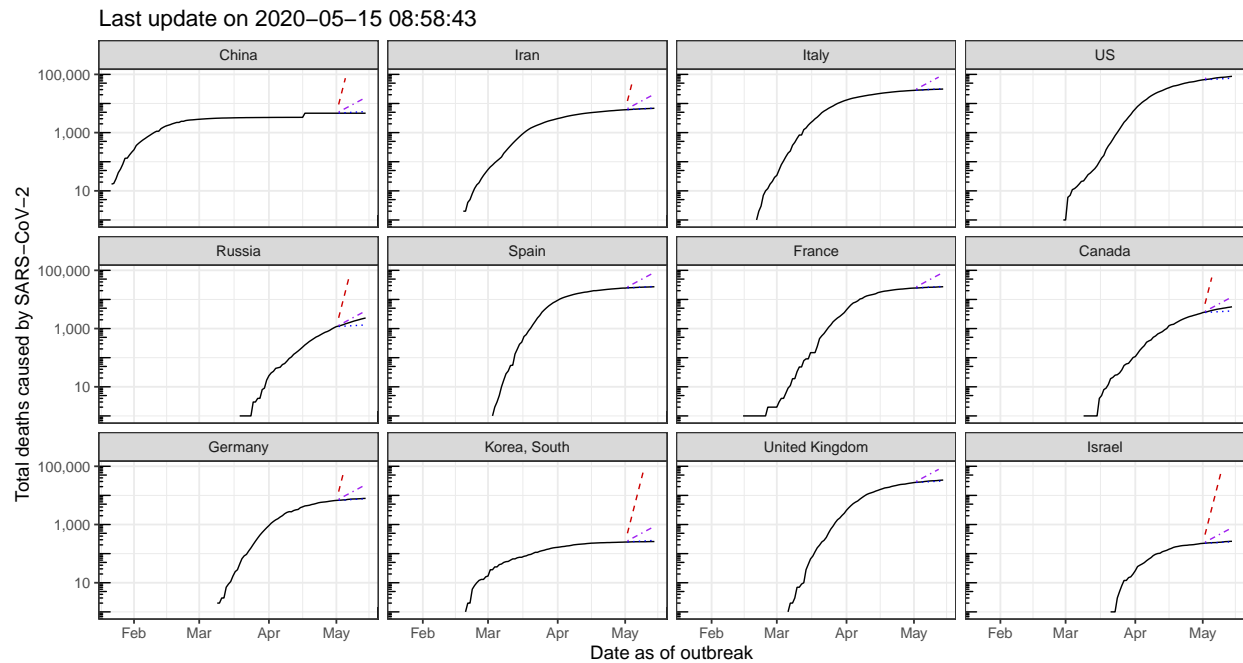 Last update on 2020−05−15 08:58:43
China Iran Italy US
100,000
1,000
10
Russia Spain France Canada
100,000
1,000
10
Germany Korea, South United Kingdom Israel
100,000
1,000
10
Feb Mar Apr May Feb Mar Apr May Feb Mar Apr May Feb Mar Apr May
Date as of outbreak
Total deaths caused by SARS−CoV−2